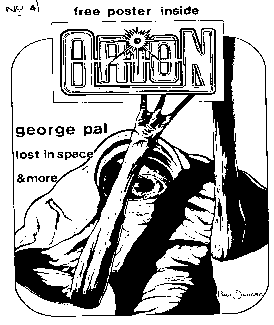 No 4
free poster inside
ORION
george pal
lost in space
& more